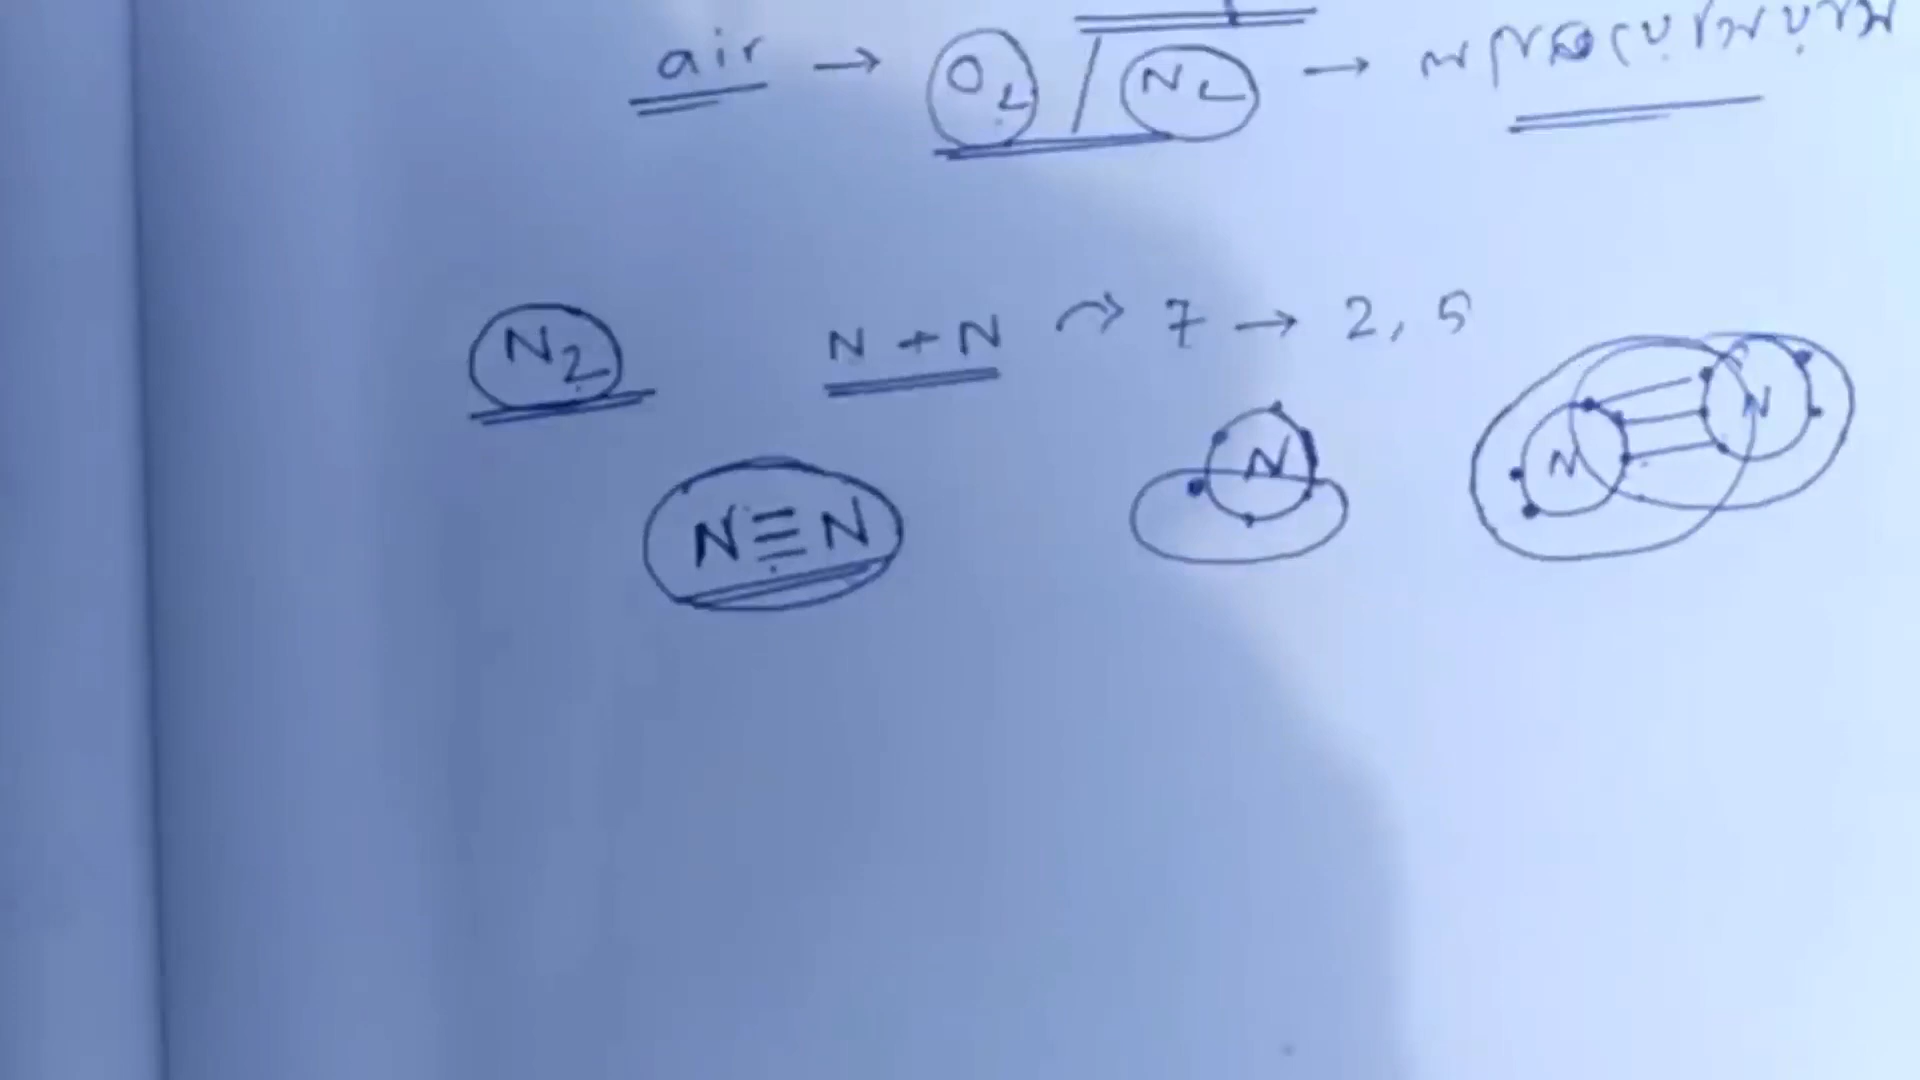 air → O₂ / N₂ →
N₂ N + N → 7 → 2, 5
N N N
N≡N